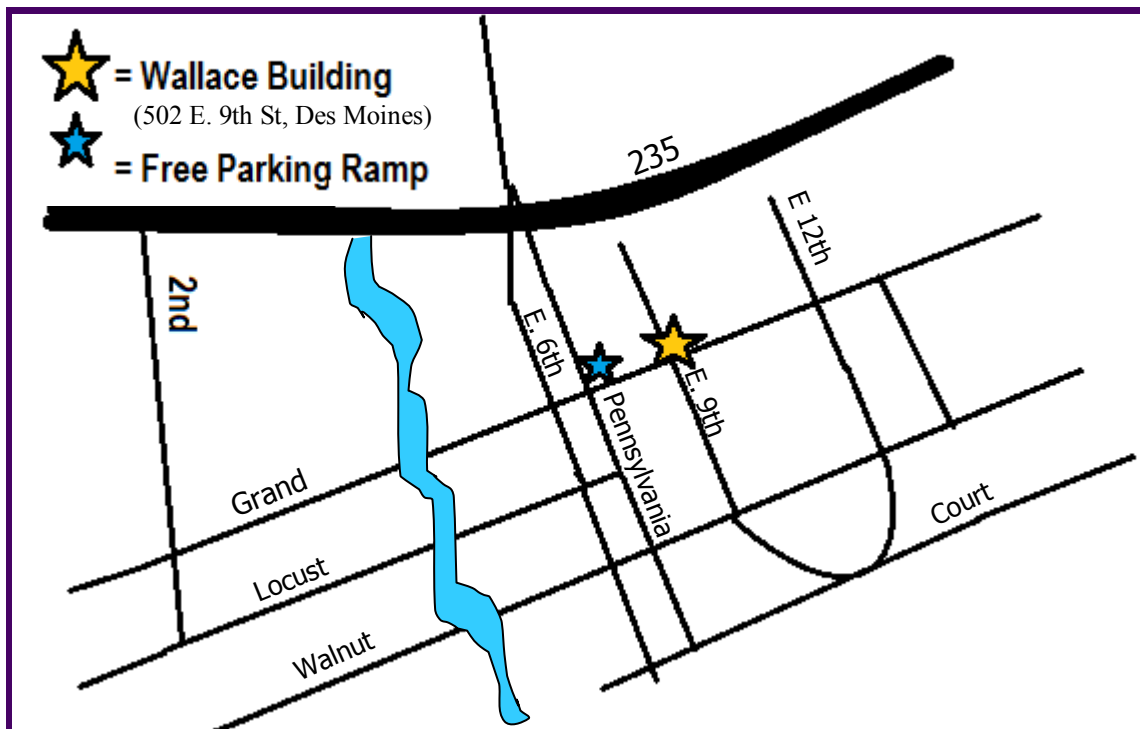 = Wallace Building
(502 E. 9th St, Des Moines)
= Free Parking Ramp
235
2nd
E 12th
E. 6th
E. 9th
Pennsylvania
Grand
Locust
Walnut
Court